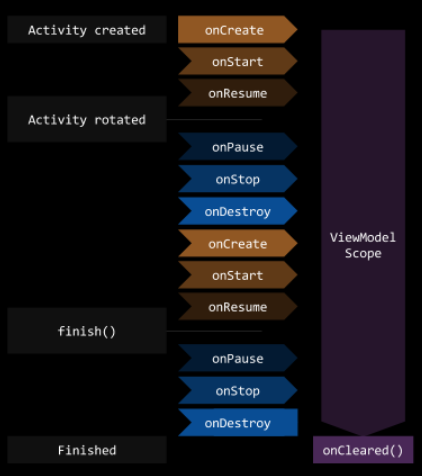 Activity created
onCreate
onStart
onResume
Activity rotated
onPause
onStop
onDestroy
onCreate
onStart
onResume
finish()
onPause
onStop
onDestroy
Finished
ViewModel
Scope
onCleared()